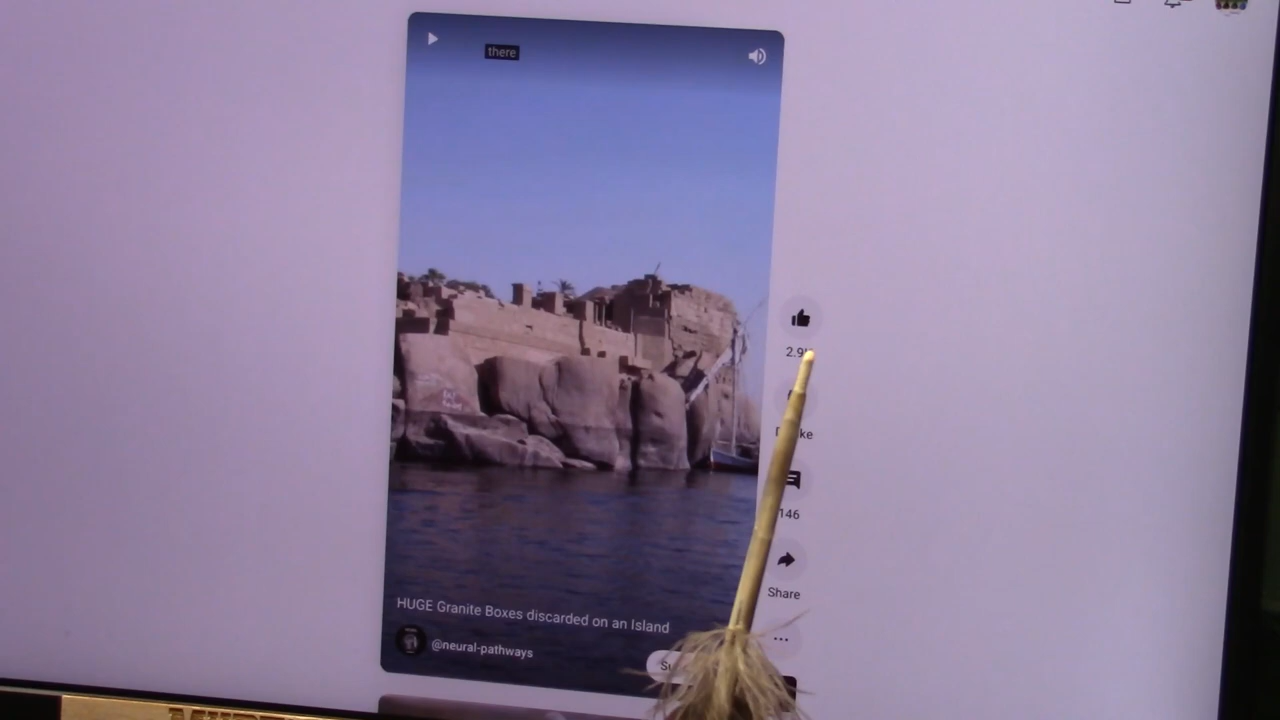 there
HUGE Granite Boxes discarded on an Island
@neural-pathways
146
Share